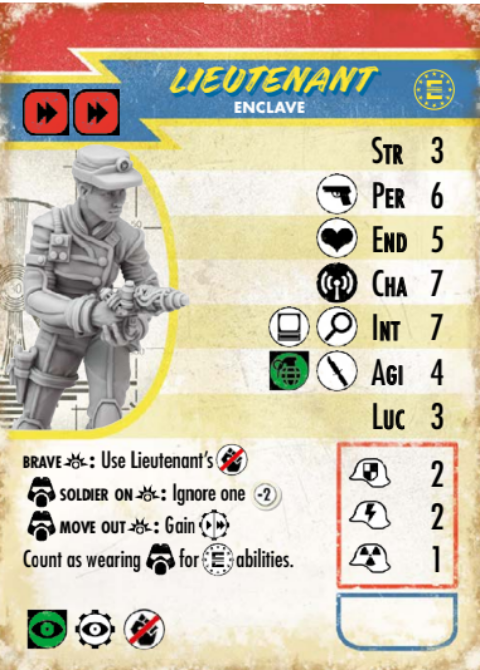 LIEUTENANT
ENCLAVE
E
STR 3
PER 6
END 5
CHA 7
INT 7
AGI 4
LUC 3
BRAVE : Use Lieutenant's
SOLDIER ON : Ignore one -2
MOVE OUT : Gain
Count as wearing for E abilities.
2
2
1